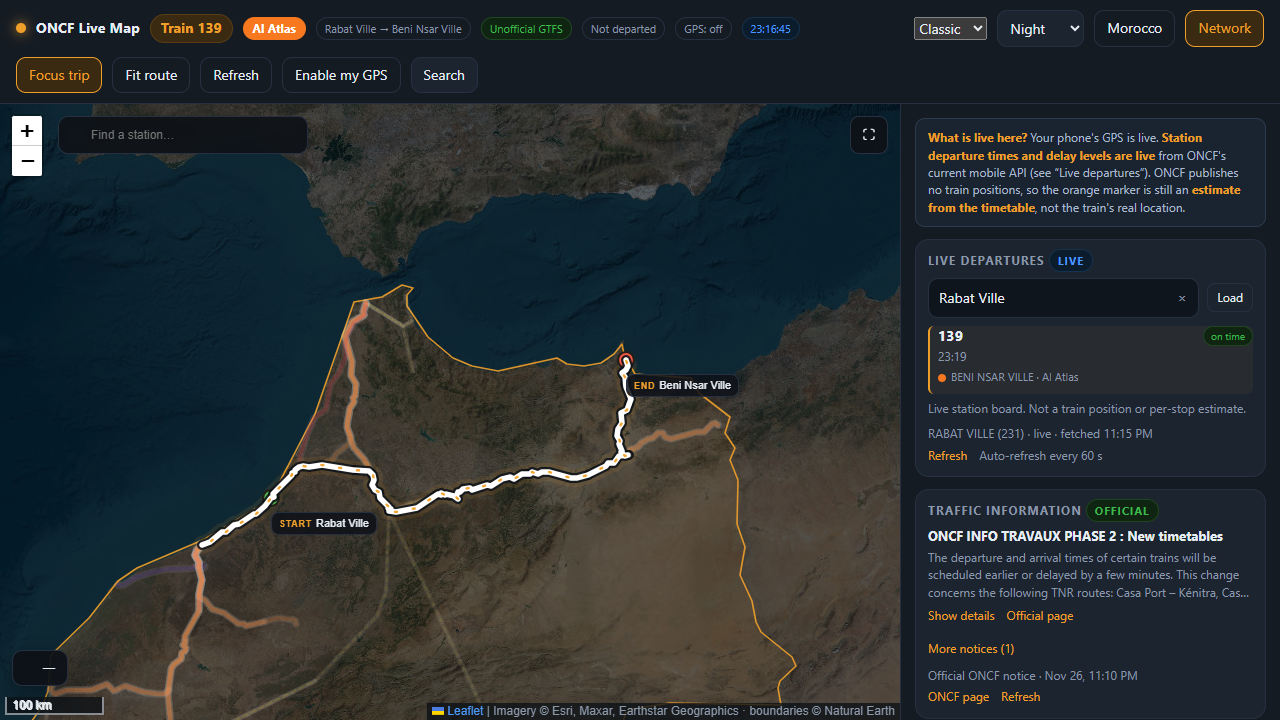 ONCF Live Map
Train 139
Al Atlas
Rabat Ville → Beni Nsar Ville
Unofficial GTFS
Not departed
GPS: off
23:16:45
Classic
Night
Morocco
Network
Focus trip
Fit route
Refresh
Enable my GPS
Search
+
−
Find a station...
END Beni Nsar Ville
START Rabat Ville
—
100 km
Leaflet | Imagery © Esri, Maxar, Earthstar Geographics · boundaries © Natural Earth
What is live here? Your phone's GPS is live. Station
departure times and delay levels are live from ONCF's
current mobile API (see “Live departures”). ONCF publishes
no train positions, so the orange marker is still an estimate
from the timetable, not the train's real location.
LIVE DEPARTURES LIVE
Rabat Ville ×
Load
139
on time
23:19
BENI NSAR VILLE · Al Atlas
Live station board. Not a train position or per-stop estimate.
RABAT VILLE (231) · live · fetched 11:15 PM
Refresh Auto-refresh every 60 s
TRAFFIC INFORMATION OFFICIAL
ONCF INFO TRAVAUX PHASE 2 : New timetables
The departure and arrival times of certain trains will be
scheduled earlier or delayed by a few minutes. This change
concerns the following TNR routes: Casa Port – Kénitra, Cas...
Show details Official page
More notices (1)
Official ONCF notice · Nov 26, 11:10 PM
ONCF page Refresh